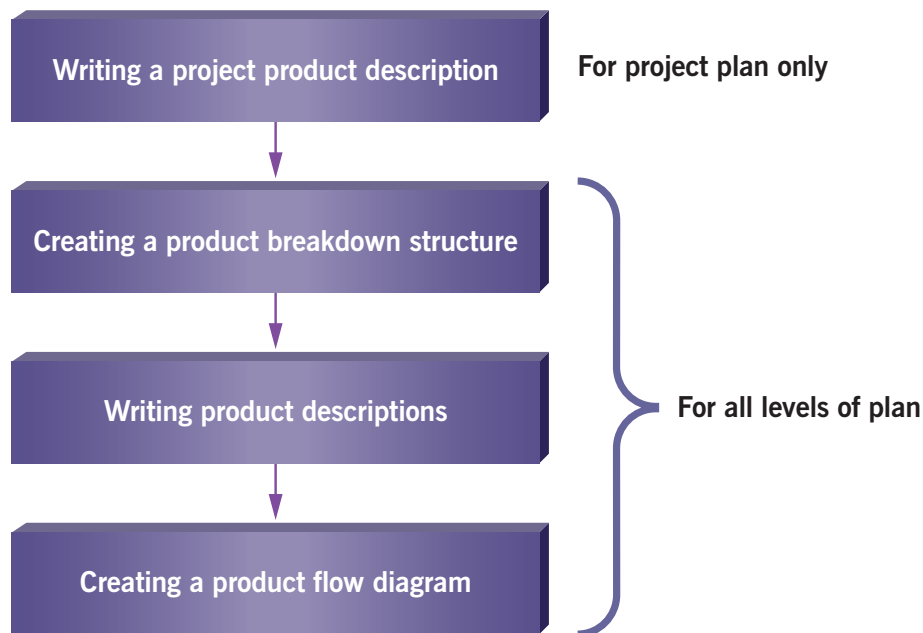 Writing a project product description
For project plan only
Creating a product breakdown structure
Writing product descriptions
For all levels of plan
Creating a product flow diagram